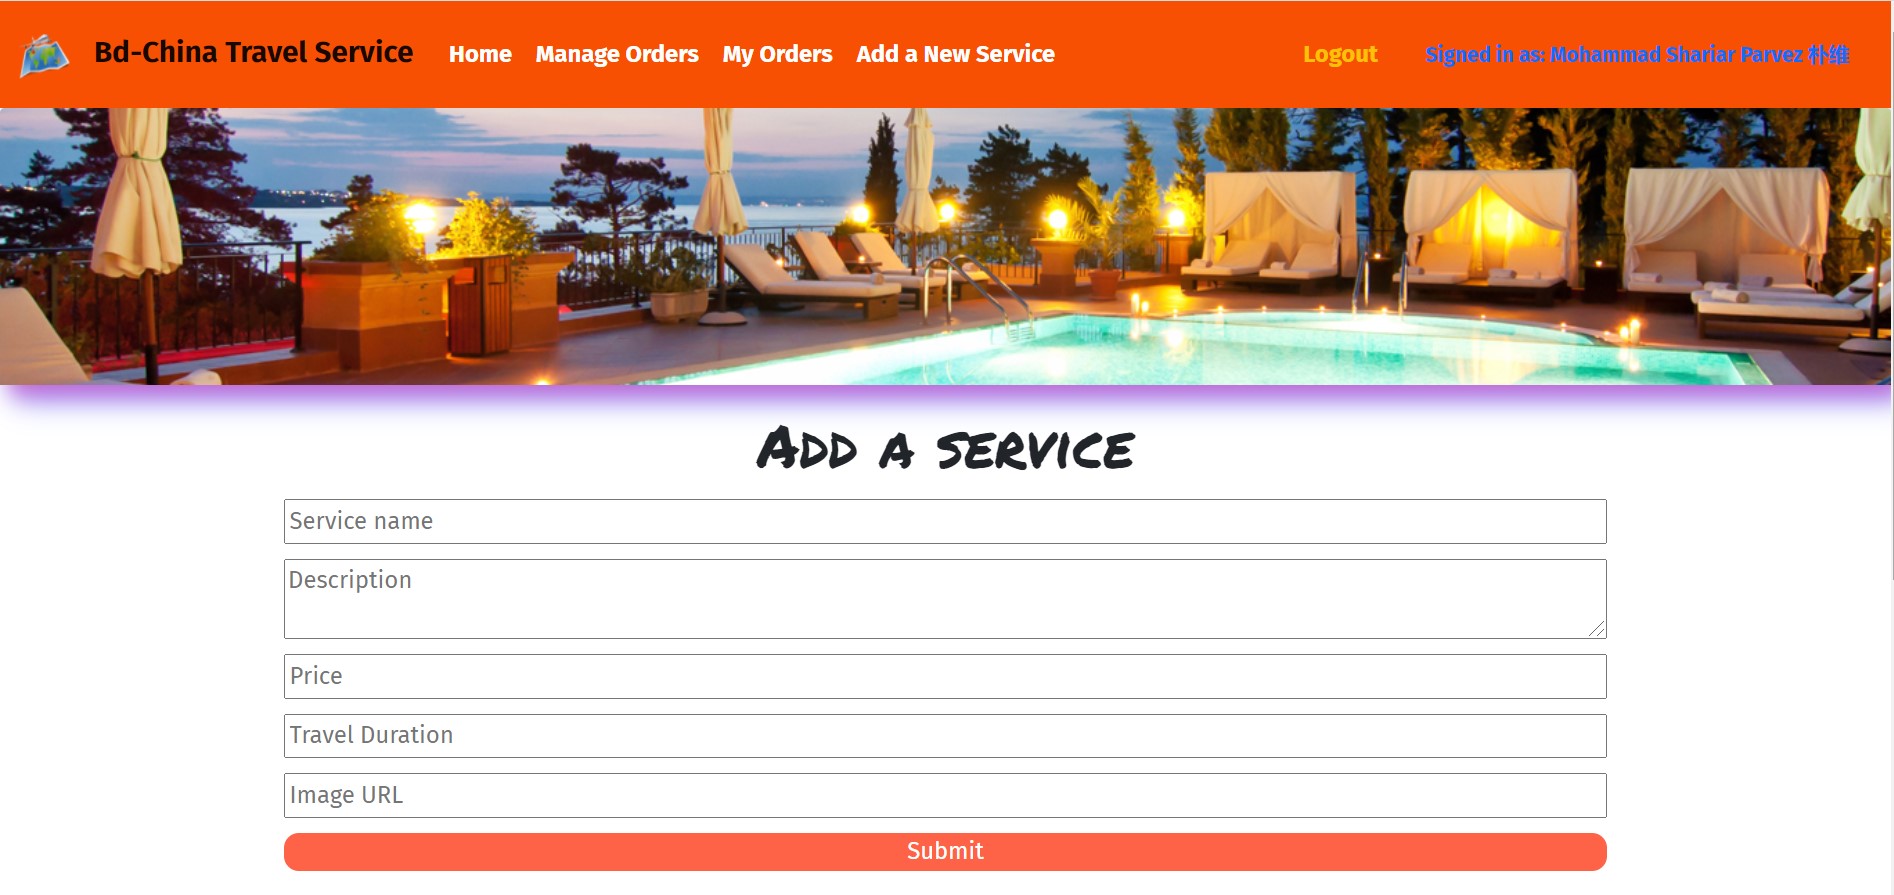 Bd-China Travel Service Home Manage Orders My Orders Add a New Service Logout Signed in as: Mohammad Shariar Parvez 朴维
Add a service
Service name
Description
Price
Travel Duration
Image URL
Submit